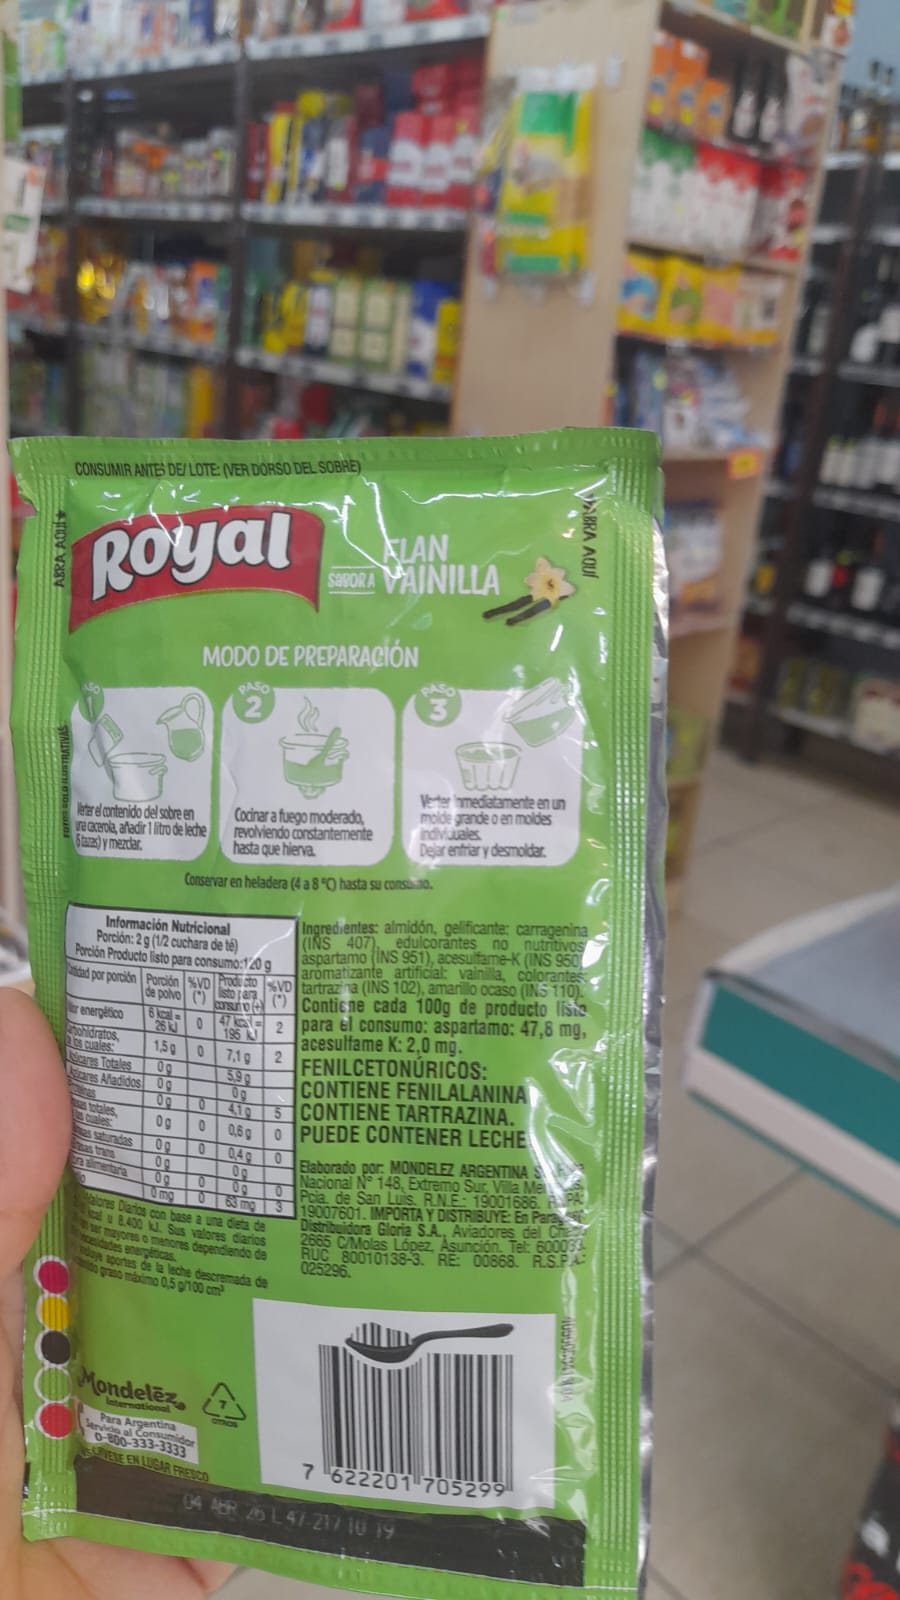 CONSUMIR ANTES DE/ LOTE: (VER DORSO DEL SOBRE)
ABRA AQUÍ
ABRA AQUÍ
Royal
FLAN
SABOR A VAINILLA
MODO DE PREPARACIÓN
PASO
2
PASO
3
Verter el contenido del sobre en
una cacerola, añadir 1 litro de leche
tazas) y mezclar.
Cocinar a fuego moderado,
revolviendo constantemente
hasta que hierva.
Verter inmediatamente en un
molde grande o en moldes
individuales.
Dejar enfriar y desmoldar.
Conservar en heladera (4 a 8 °C) hasta su consumo.
Información Nutricional
Porción: 2 g (1/2 cuchara de té)
Porción Producto listo para consumo:120 g
Cantidad por porción Porción de polvo %VD (*) Producto listo para consumo (+) %VD (*)
energético 6 kcal = 26 kJ 0 47 kcal = 195 kJ 2
1,5 g 0 7,1 g 2
Azúcares Totales 0 g 5,9 g
Azúcares Añadidos 0 g 0 g
0 g 0 4,1 g 5
totales, 0 g 0 0,6 g 0
saturadas 0 g 0 0,4 g 0
trans 0 g 0 g
alimentaria 0 g 0 0 g 0
0 mg 0 63 mg 3
Valores Diarios con base a una dieta de
kcal u 8.400 kJ. Sus valores diarios
ser mayores o menores dependiendo de
necesidades energéticas.
aportes de la leche descremada de
graso máximo 0,5 g/100 cm³
Ingredientes: almidón, gelificante: carragenina
(INS 407), edulcorantes no nutritivos
aspartamo (INS 951), acesulfame-K (INS 950)
aromatizante artificial: vainilla, colorantes:
tartrazina (INS 102), amarillo ocaso (INS 110).
Contiene cada 100g de producto listo
para el consumo: aspartamo: 47,8 mg,
acesulfame K: 2,0 mg.
FENILCETONÚRICOS:
CONTIENE FENILALANINA
CONTIENE TARTRAZINA.
PUEDE CONTENER LECHE
Elaborado por: MONDELEZ ARGENTINA
Nacional N° 148, Extremo Sur, Villa
Pcia. de San Luis. R.N.E.: 19001686.
19007601. IMPORTA Y DISTRIBUYE: En
Distribuidora Gloria S.A., Aviadores del
2665 C/Molas López, Asunción. Tel:
RUC 80010138-3. RE: 00868. R.S.P.A.:
025296.
Mondelēz
International
7
OTROS
Para Argentina
Servicio al Consumidor
0-800-333-3333
EN LUGAR FRESCO
7 622201 705299
04 ABR 26 L 47 217 10 19